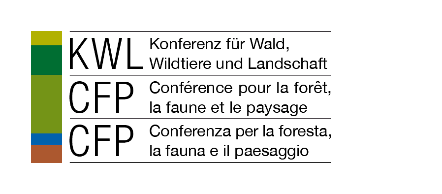 KWL Konferenz für Wald,
Wildtiere und Landschaft
CFP Conférence pour la forêt,
la faune et le paysage
CFP Conferenza per la foresta,
la fauna e il paesaggio